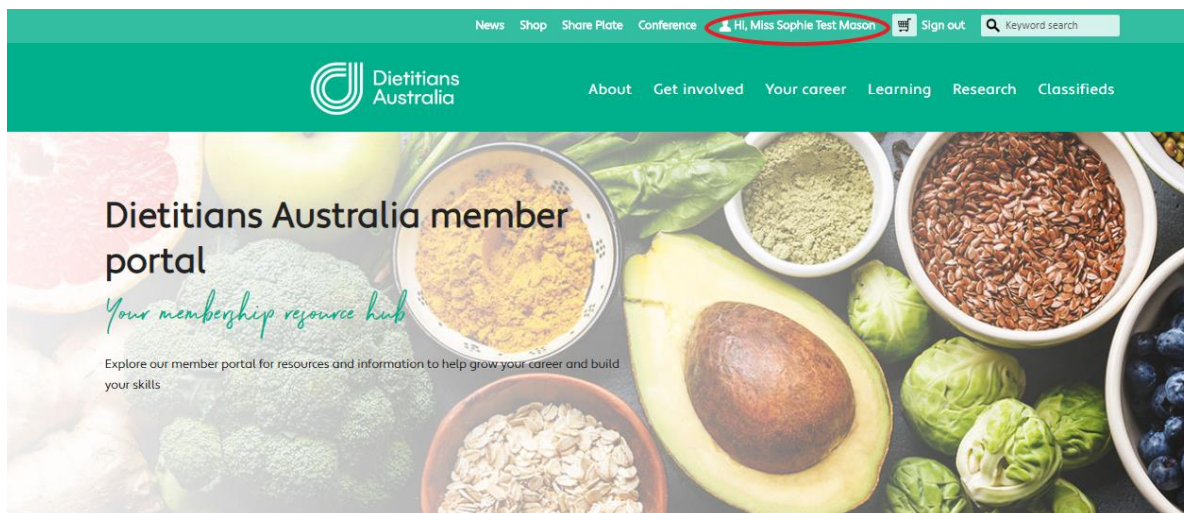 News Shop Share Plate Conference Hi, Miss Sophie Test Mason Sign out Keyword search
Dietitians
Australia
About Get involved Your career Learning Research Classifieds
Dietitians Australia member
portal
Your membership resource hub
Explore our member portal for resources and information to help grow your career and build
your skills